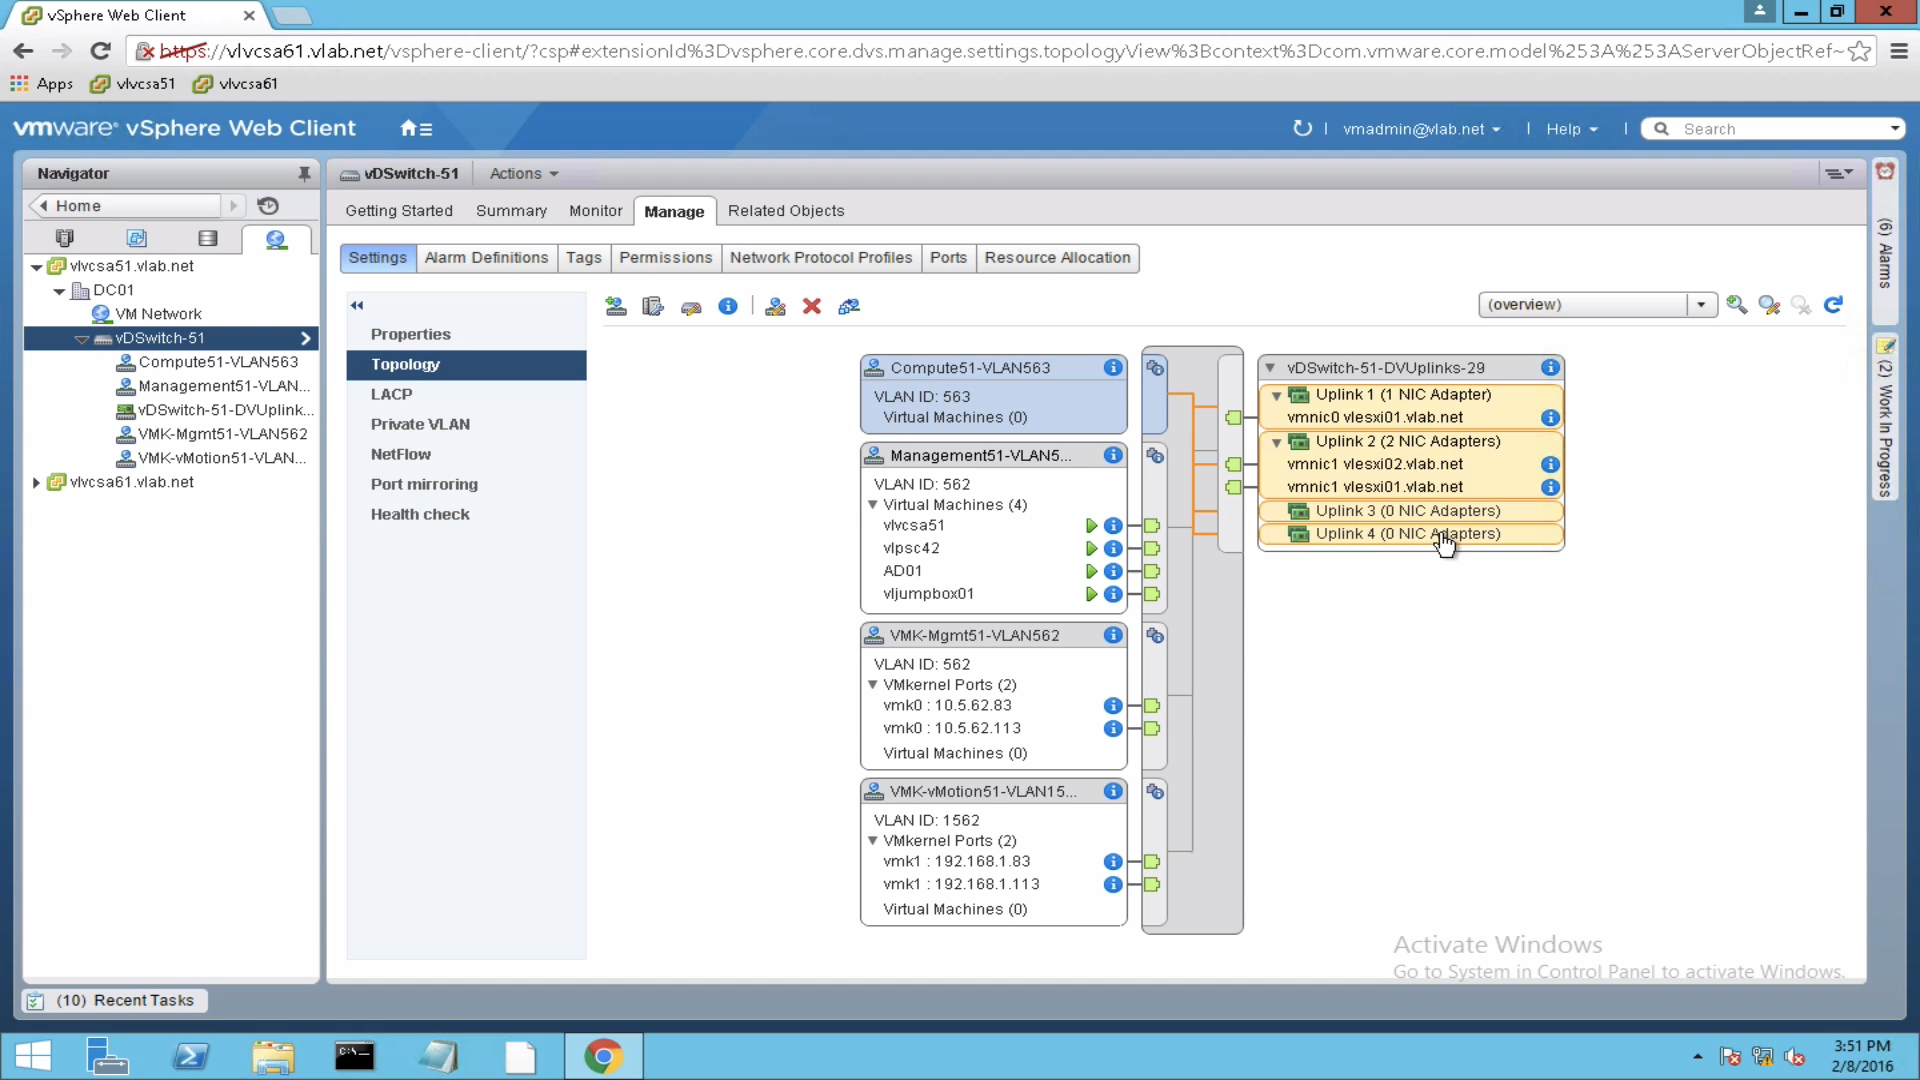 vSphere Web Client
https://vlvcsa61.vlab.net/vsphere-client/?csp#extensionId%3Dvsphere.core.dvs.manage.settings.topologyView%3Bcontext%3Dcom.vmware.core.model%253A%253AServerObjectRef~
Apps vlvcsa51 vlvcsa61
vmware® vSphere Web Client
vmadmin@vlab.net | Help | Search
Navigator
Home
vlvcsa51.vlab.net
DC01
VM Network
vDSwitch-51
Compute51-VLAN563
Management51-VLAN...
vDSwitch-51-DVUplink...
VMK-Mgmt51-VLAN562
VMK-vMotion51-VLAN...
vlvcsa61.vlab.net
vDSwitch-51 Actions
Getting Started Summary Monitor Manage Related Objects
Settings Alarm Definitions Tags Permissions Network Protocol Profiles Ports Resource Allocation
Properties
Topology
LACP
Private VLAN
NetFlow
Port mirroring
Health check
(overview)
Compute51-VLAN563
VLAN ID: 563
Virtual Machines (0)
Management51-VLAN5...
VLAN ID: 562
Virtual Machines (4)
vlvcsa51
vlpsc42
AD01
vljumpbox01
VMK-Mgmt51-VLAN562
VLAN ID: 562
VMkernel Ports (2)
vmk0 : 10.5.62.83
vmk0 : 10.5.62.113
Virtual Machines (0)
VMK-vMotion51-VLAN15...
VLAN ID: 1562
VMkernel Ports (2)
vmk1 : 192.168.1.83
vmk1 : 192.168.1.113
Virtual Machines (0)
vDSwitch-51-DVUplinks-29
Uplink 1 (1 NIC Adapter)
vmnic0 vlesxi01.vlab.net
Uplink 2 (2 NIC Adapters)
vmnic1 vlesxi02.vlab.net
vmnic1 vlesxi01.vlab.net
Uplink 3 (0 NIC Adapters)
Uplink 4 (0 NIC Adapters)
(6) Alarms
(2) Work In Progress
Activate Windows
Go to System in Control Panel to activate Windows.
(10) Recent Tasks
3:51 PM
2/8/2016